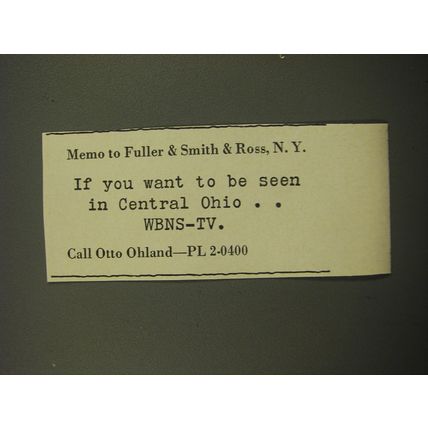 Memo to Fuller & Smith & Ross, N. Y.
If you want to be seen
in Central Ohio . .
WBNS-TV.
Call Otto Ohland—PL 2-0400